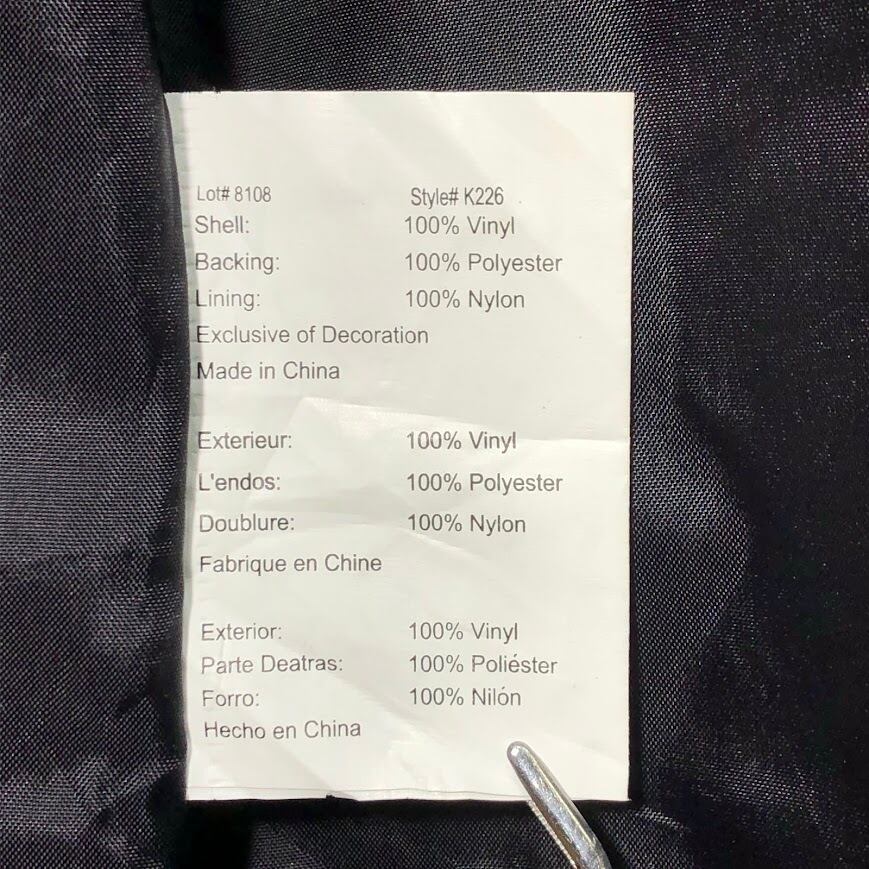 Lot# 8108 Style# K226
Shell: 100% Vinyl
Backing: 100% Polyester
Lining: 100% Nylon
Exclusive of Decoration
Made in China
Exterieur: 100% Vinyl
L'endos: 100% Polyester
Doublure: 100% Nylon
Fabrique en Chine
Exterior: 100% Vinyl
Parte Deatras: 100% Poliéster
Forro: 100% Nilón
Hecho en China